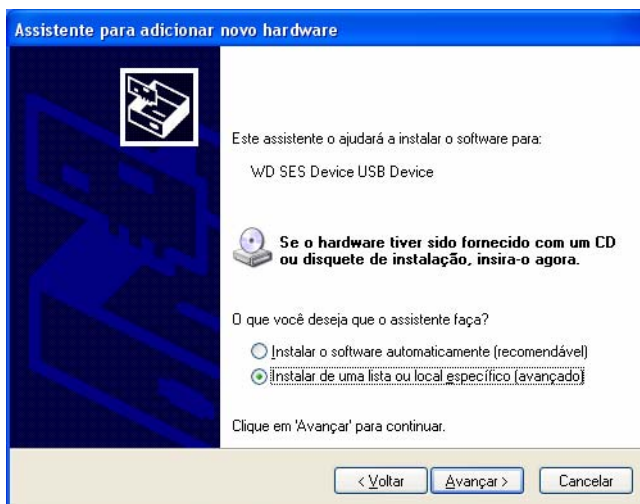 Assistente para adicionar novo hardware
Este assistente o ajudará a instalar o software para:
WD SES Device USB Device
Se o hardware tiver sido fornecido com um CD
ou disquete de instalação, insira-o agora.
O que você deseja que o assistente faça?
Instalar o software automaticamente (recomendável)
Instalar de uma lista ou local específico (avançado)
Clique em 'Avançar' para continuar.
< Voltar
Avançar >
Cancelar